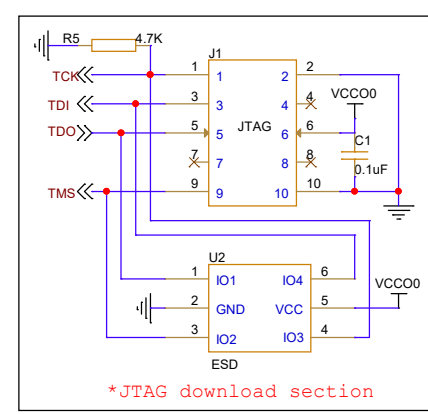 R5 4.7K
J1
TCK 1 1 2 2
VCCO0
TDI 3 3 4 4
TDO 5 5 JTAG 6 6
C1
7 7 8 8
0.1uF
TMS 9 9 10 10
U2
1 IO1 IO4 6
VCCO0
2 GND VCC 5
3 IO2 IO3 4
ESD
*JTAG download section